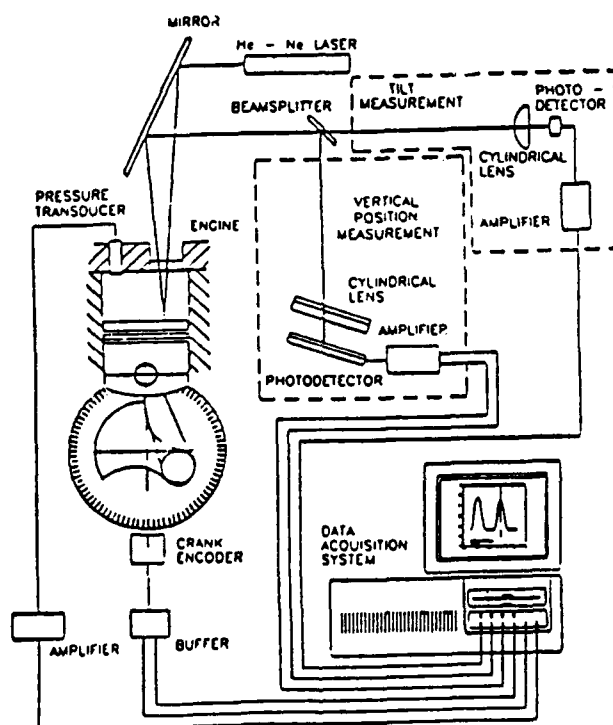 MIRROR
He - Ne LASER
BEAMSPLITTER
TILT
MEASUREMENT
PHOTO -
DETECTOR
CYLINDRICAL
LENS
PRESSURE
TRANSDUCER
ENGINE
VERTICAL
POSITION
MEASUREMENT
AMPLIFIER
CYLINDRICAL
LENS
AMPLIFIER
PHOTODETECTOR
CRANK
ENCODER
DATA
ACQUISITION
SYSTEM
AMPLIFIER
BUFFER